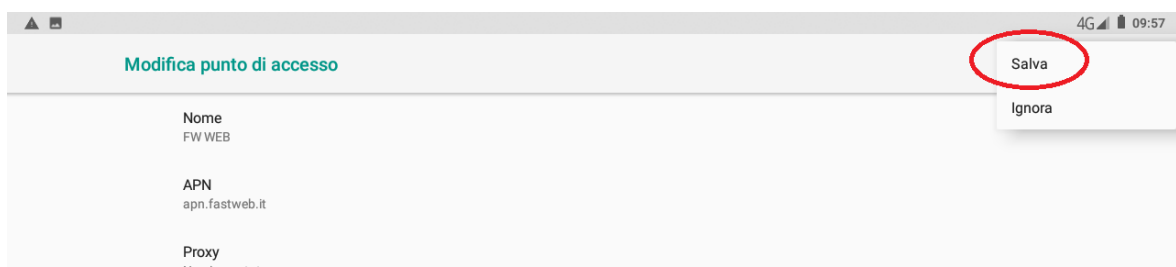 4G 09:57
Modifica punto di accesso
Salva
Ignora
Nome
FW WEB
APN
apn.fastweb.it
Proxy